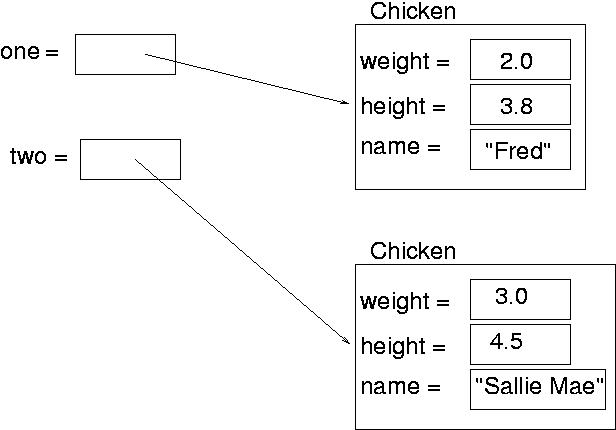 Chicken
one =
weight = 2.0
height = 3.8
name = "Fred"
two =
Chicken
weight = 3.0
height = 4.5
name = "Sallie Mae"